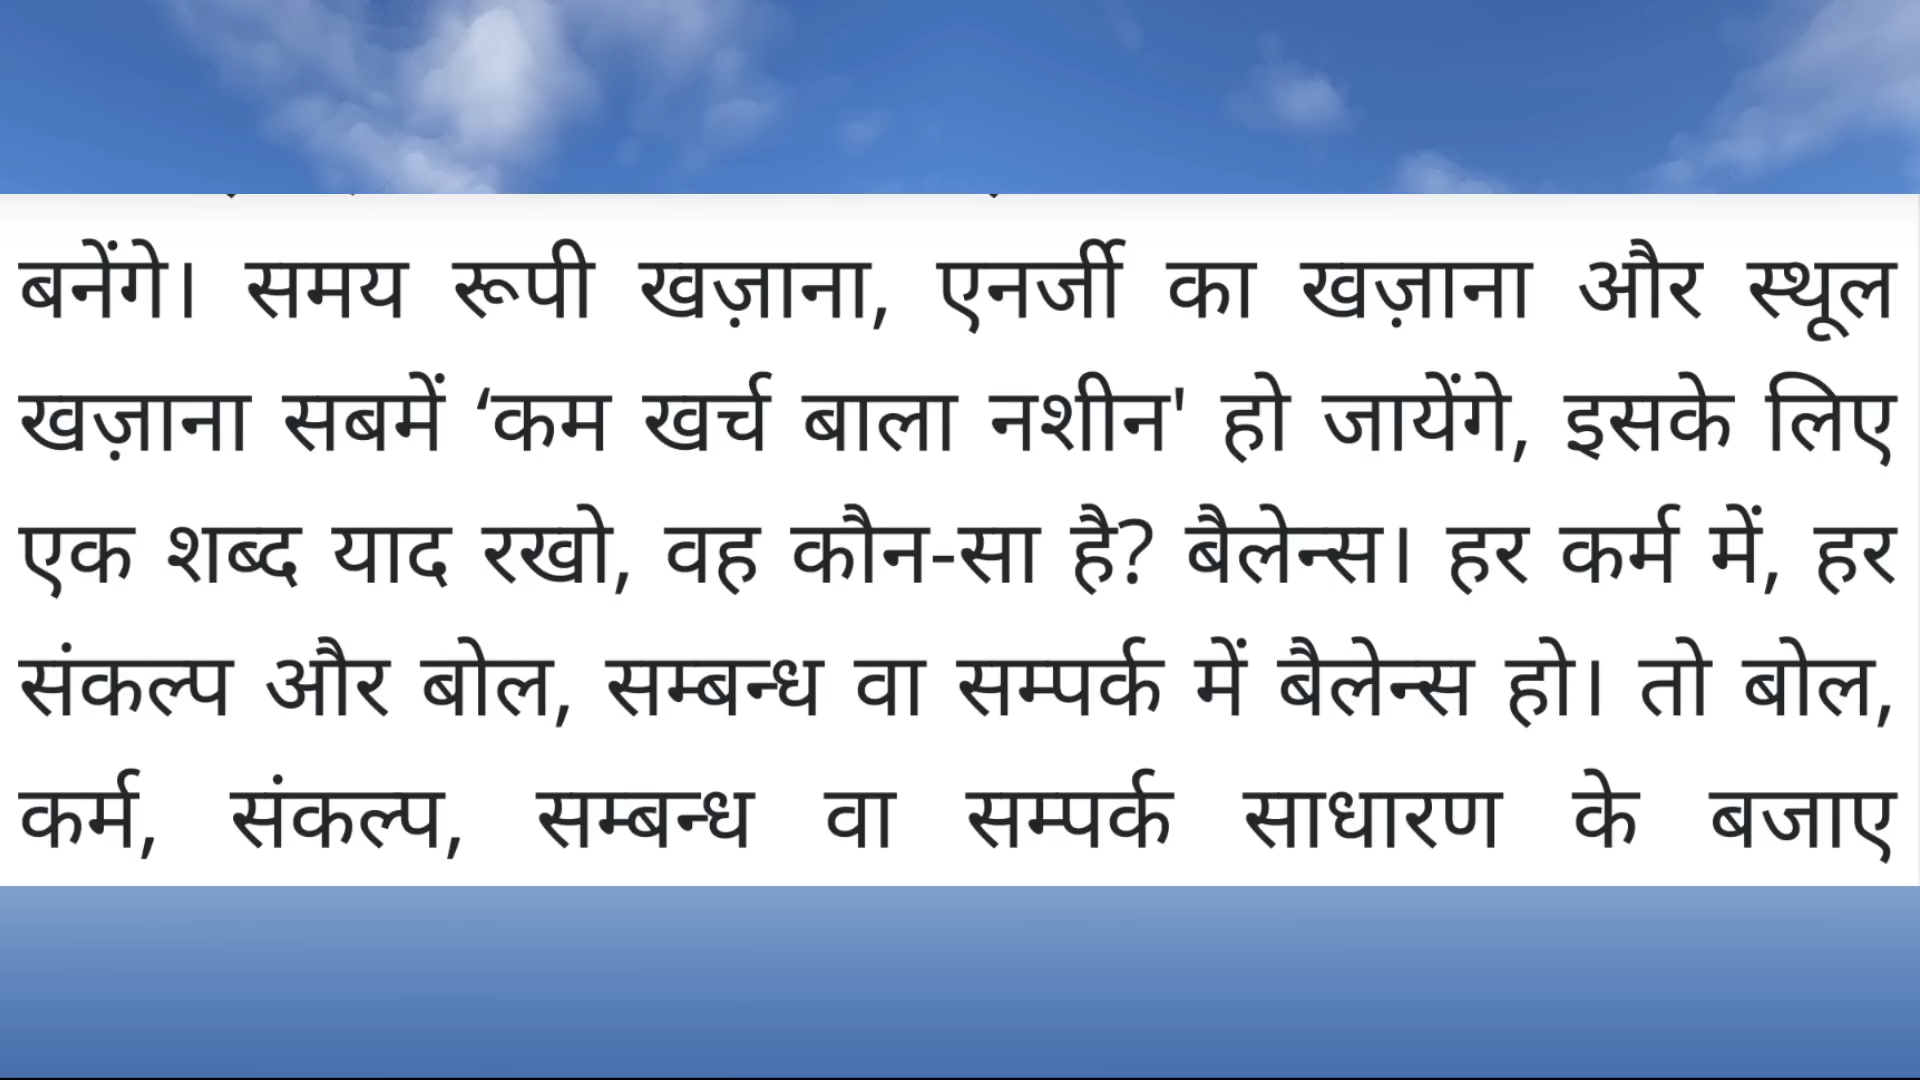 बनेंगे। समय रूपी खज़ाना, एनर्जी का खज़ाना और स्थूल
खज़ाना सबमें ‘कम खर्च बाला नशीन' हो जायेंगे, इसके लिए
एक शब्द याद रखो, वह कौन-सा है? बैलेन्स। हर कर्म में, हर
संकल्प और बोल, सम्बन्ध वा सम्पर्क में बैलेन्स हो। तो बोल,
कर्म, संकल्प, सम्बन्ध वा सम्पर्क साधारण के बजाए